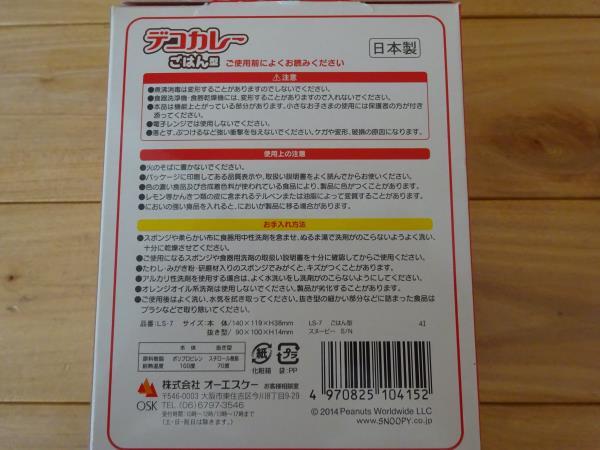 デコカレー
ごはん型 ご使用前によくお読みください
日本製
⚠注意
●煮沸消毒は変形することがありますのでしないでください。
●食器洗浄機・食器乾燥機には、変形することがありますので入れないでください。
●本品は機能上とがっている部分があります。小さなお子さまの使用には保護者の方が付き
添ってください。
●電子レンジでは使用しないでください。
●落とす、ぶつけるなど強い衝撃を与えないでください。ケガや変形、破損の原因になります。
使用上の注意
●火のそばに置かないでください。
●パッケージに印刷してある品質表示や、取扱い説明書をよく読んでからお使いください。
●色の濃い食品及び合成着色料が使われている食品により、製品に色がつくことがあります。
●レモン等かんきつ類の皮に含まれるテルペンまたは油脂によって変質することがあります。
●においの強い食品を入れると、においが製品に移る場合があります。
お手入れ方法
●スポンジや柔らかい布に食器用中性洗剤を含ませ、ぬるま湯で洗剤がのこらないようよく洗い、
十分に乾燥させてください。
●ご使用になるスポンジや食器用洗剤の取扱い説明書を十分に確認してからご使用ください。
●たわし・みがき粉・研磨材入りのスポンジでみがくと、キズがつくことがあります。
●アルカリ性洗剤を使用する場合は、よく水洗いをし洗剤がのこらないようにしてください。
●オレンジオイル系洗剤は使用しないでください。製品が劣化することがあります。
●ご使用後はよく洗い、水気を拭き取ってください。抜き型の細かい部分などに詰まった食品は
ブラシなどで取り除いてください。
品番:LS-7 サイズ:本 体/140×119×H38mm
抜き型/ 90×100×H14mm
LS-7 ごはん型 4I
スヌーピー S/N
本 体 抜き型
原料樹脂 ポリプロピレン スチロール樹脂
耐熱温度 100度 70度
紙 化粧箱
プラ 袋:PP
OSK 株式会社 オーエスケー お客様相談室
〒546-0003 大阪市東住吉区今川8丁目9-29
TEL (06) 6797-3546
受付時間/10時〜12時/13時〜17時まで
(土・日・祝日は除きます)
4 970825 104152
© 2014 Peanuts Worldwide LLC
www.SNOOPY.co.jp